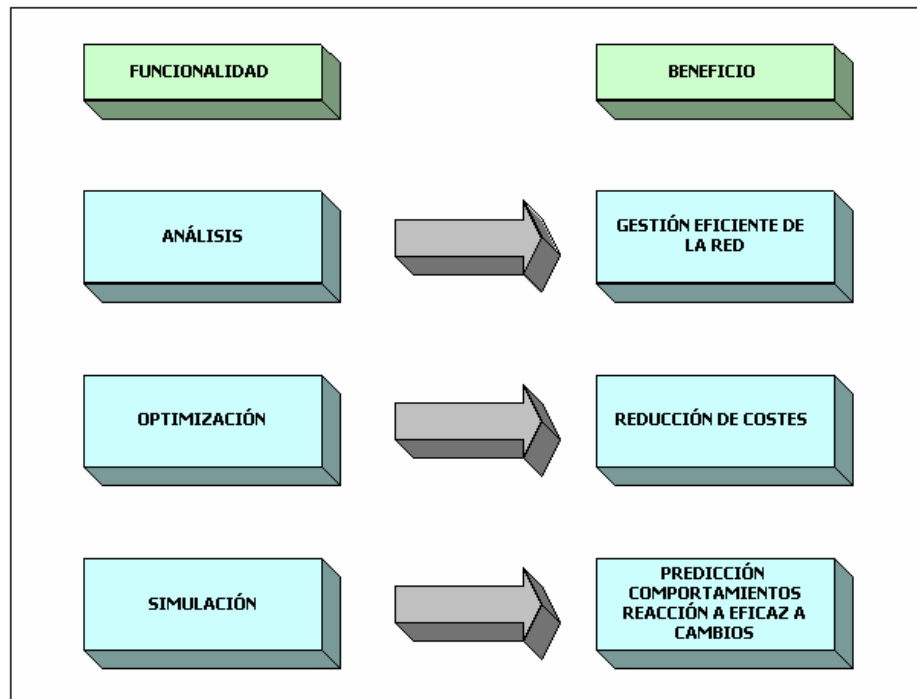 FUNCIONALIDAD
BENEFICIO
ANÁLISIS
GESTIÓN EFICIENTE DE
LA RED
OPTIMIZACIÓN
REDUCCIÓN DE COSTES
SIMULACIÓN
PREDICCIÓN
COMPORTAMIENTOS
REACCIÓN A EFICAZ A
CAMBIOS